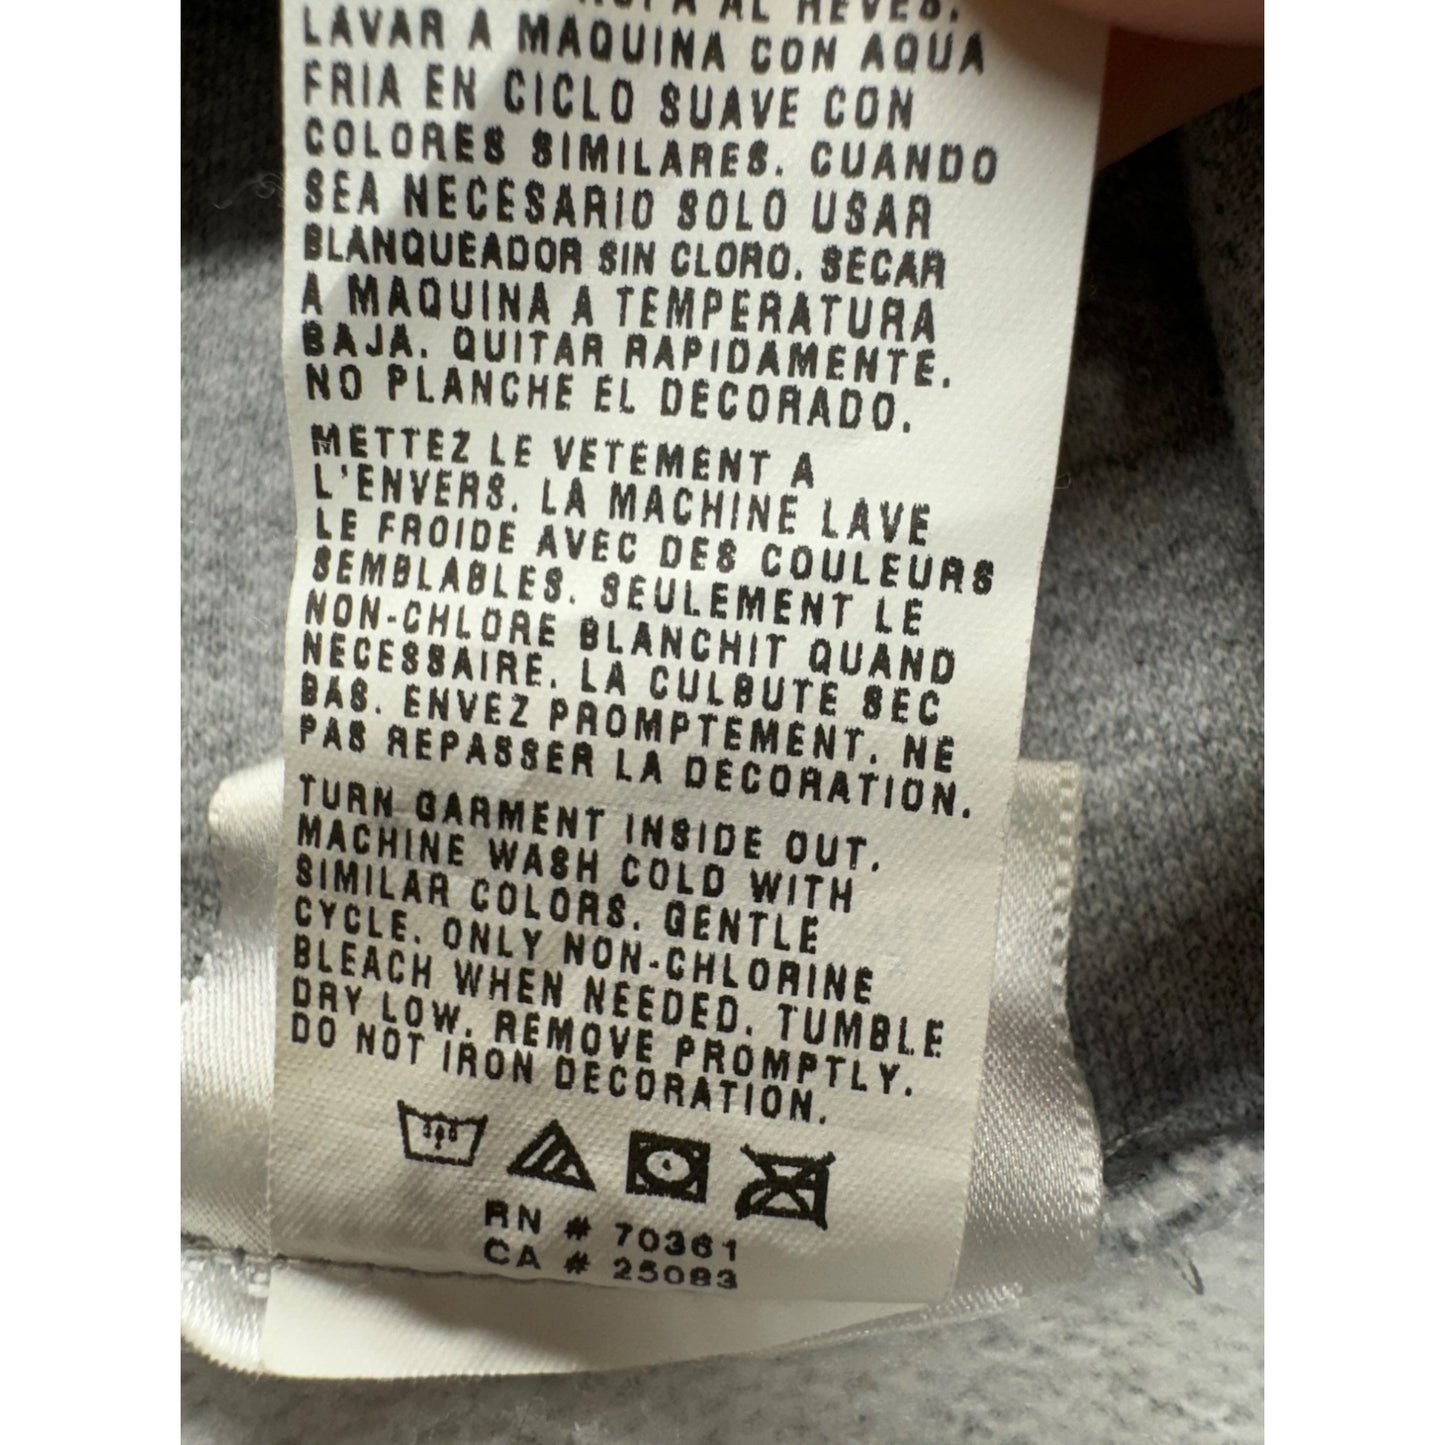 ROPA AL REVES.
LAVAR A MAQUINA CON AQUA
FRIA EN CICLO SUAVE CON
COLORES SIMILARES. CUANDO
SEA NECESARIO SOLO USAR
BLANQUEADOR SIN CLORO. SECAR
A MAQUINA A TEMPERATURA
BAJA. QUITAR RAPIDAMENTE.
NO PLANCHE EL DECORADO.
METTEZ LE VETEMENT A
L'ENVERS. LA MACHINE LAVE
LE FROIDE AVEC DES COULEURS
SEMBLABLES. SEULEMENT LE
NON-CHLORE BLANCHIT QUAND
NECESSAIRE. LA CULBUTE SEC
BAS. ENVEZ PROMPTEMENT. NE
PAS REPASSER LA DECORATION.
TURN GARMENT INSIDE OUT.
MACHINE WASH COLD WITH
SIMILAR COLORS. GENTLE
CYCLE. ONLY NON-CHLORINE
BLEACH WHEN NEEDED. TUMBLE
DRY LOW. REMOVE PROMPTLY.
DO NOT IRON DECORATION.
RN # 70361
CA # 25083